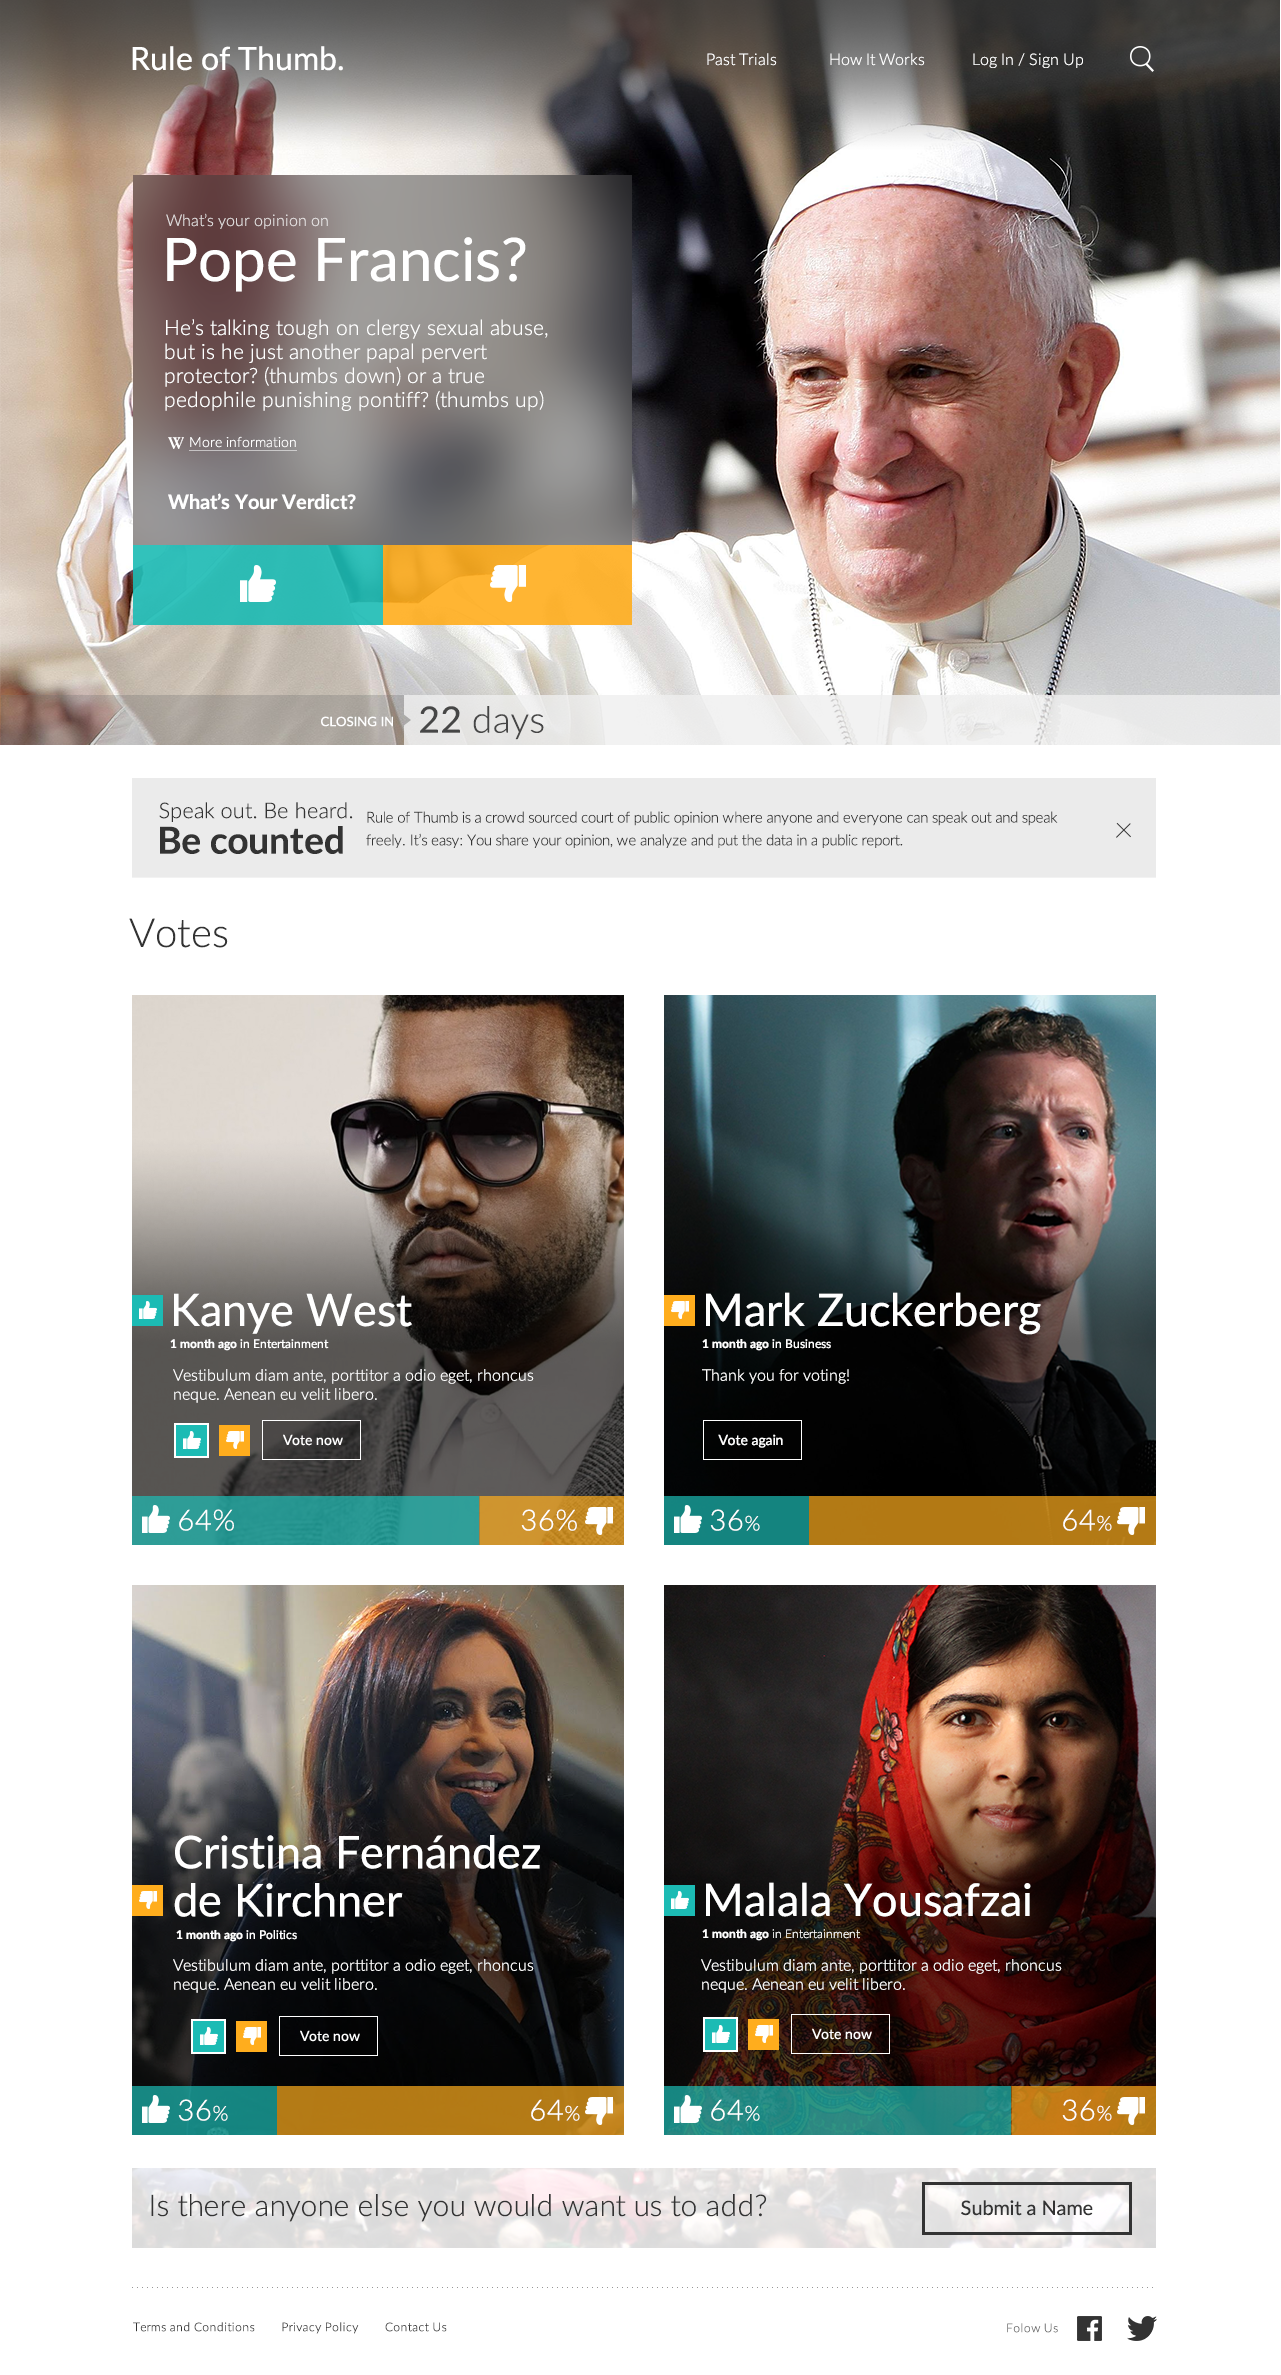 Rule of Thumb.
Past Trials
How It Works
Log In / Sign Up
What's your opinion on
Pope Francis?
He's talking tough on clergy sexual abuse,
but is he just another papal pervert
protector? (thumbs down) or a true
pedophile punishing pontiff? (thumbs up)
W More information
What's Your Verdict?
CLOSING IN
22 days
Speak out. Be heard.
Be counted
Rule of Thumb is a crowd sourced court of public opinion where anyone and everyone can speak out and speak
freely. It's easy: You share your opinion, we analyze and put the data in a public report.
Votes
Kanye West
1 month ago in Entertainment
Vestibulum diam ante, porttitor a odio eget, rhoncus
neque. Aenean eu velit libero.
Vote now
64%
36%
Mark Zuckerberg
1 month ago in Business
Thank you for voting!
Vote again
36%
64%
Cristina Fernández
de Kirchner
1 month ago in Politics
Vestibulum diam ante, porttitor a odio eget, rhoncus
neque. Aenean eu velit libero.
Vote now
36%
64%
Malala Yousafzai
1 month ago in Entertainment
Vestibulum diam ante, porttitor a odio eget, rhoncus
neque. Aenean eu velit libero.
Vote now
64%
36%
Is there anyone else you would want us to add?
Submit a Name
Terms and Conditions
Privacy Policy
Contact Us
Folow Us